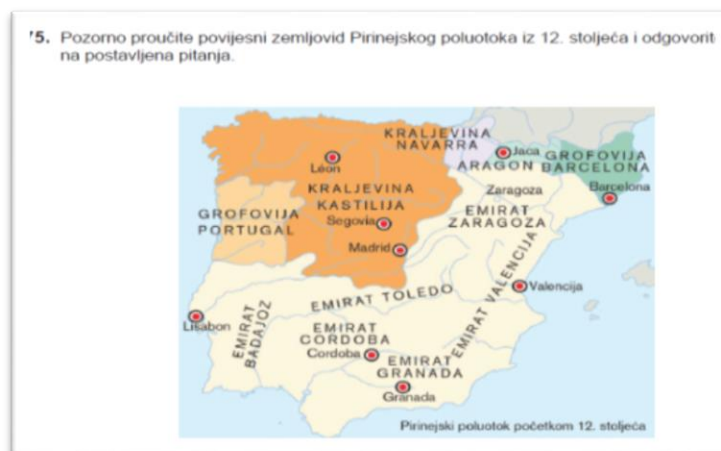 '5. Pozorno proučite povijesni zemljovid Pirinejskog poluotoka iz 12. stoljeća i odgovorit
na postavljena pitanja.
KRALJEVINA
NAVARRA
Jaca
GROFOVIJA
ARAGON
BARCELONA
Léon
KRALJEVINA
KASTILIJA
Zaragoza
Barcelona
GROFOVIJA
PORTUGAL
Segovia
EMIRAT
ZARAGOZA
Madrid
EMIRAT VALENCIJA
Valencija
EMIRAT TOLEDO
Lisabon
EMIRAT
BADAJOZ
EMIRAT
CORDOBA
Cordoba
EMIRAT
GRANADA
Granada
Pirinejski poluotok početkom 12. stoljeća